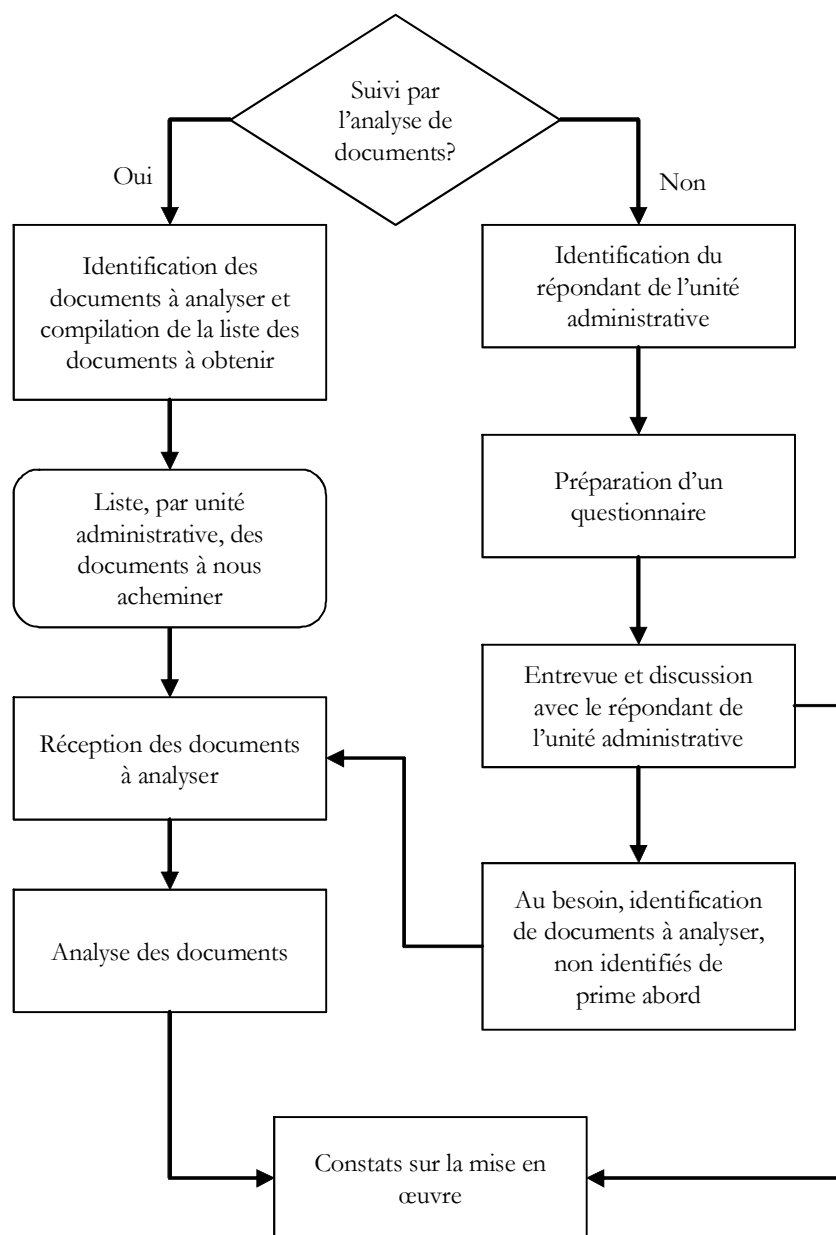 Suivi par
l'analyse de
documents?
Oui
Non
Identification des
documents à analyser et
compilation de la liste des
documents à obtenir
Identification du
répondant de l'unité
administrative
Liste, par unité
administrative, des
documents à nous
acheminer
Préparation d'un
questionnaire
Réception des documents
à analyser
Entrevue et discussion
avec le répondant de
l'unité administrative
Analyse des documents
Au besoin, identification
de documents à analyser,
non identifiés de
prime abord
Constats sur la mise en
œuvre